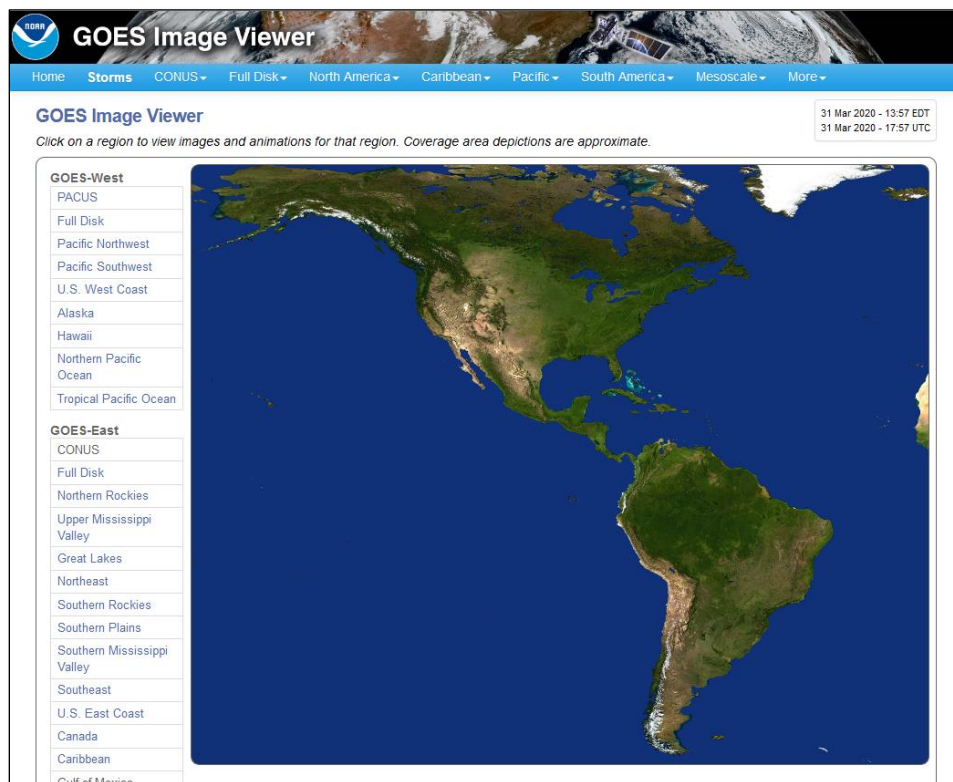 NOAA
GOES Image Viewer
Home Storms CONUS Full Disk North America Caribbean Pacific South America Mesoscale More
GOES Image Viewer
31 Mar 2020 - 13:57 EDT
31 Mar 2020 - 17:57 UTC
Click on a region to view images and animations for that region. Coverage area depictions are approximate.
GOES-West
PACUS
Full Disk
Pacific Northwest
Pacific Southwest
U.S. West Coast
Alaska
Hawaii
Northern Pacific
Ocean
Tropical Pacific Ocean
GOES-East
CONUS
Full Disk
Northern Rockies
Upper Mississippi
Valley
Great Lakes
Northeast
Southern Rockies
Southern Plains
Southern Mississippi
Valley
Southeast
U.S. East Coast
Canada
Caribbean
Gulf of Mexico